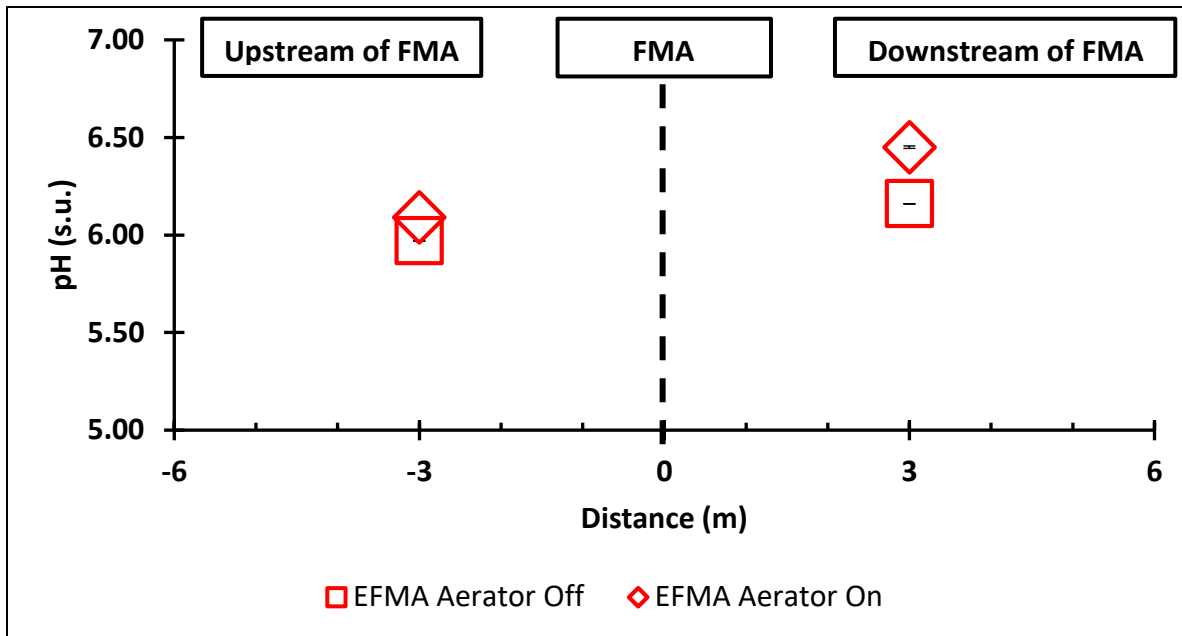 Upstream of FMA
FMA
Downstream of FMA
7.00
6.50
6.00
5.50
5.00
pH (s.u.)
-6
-3
0
3
6
Distance (m)
EFMA Aerator Off
EFMA Aerator On